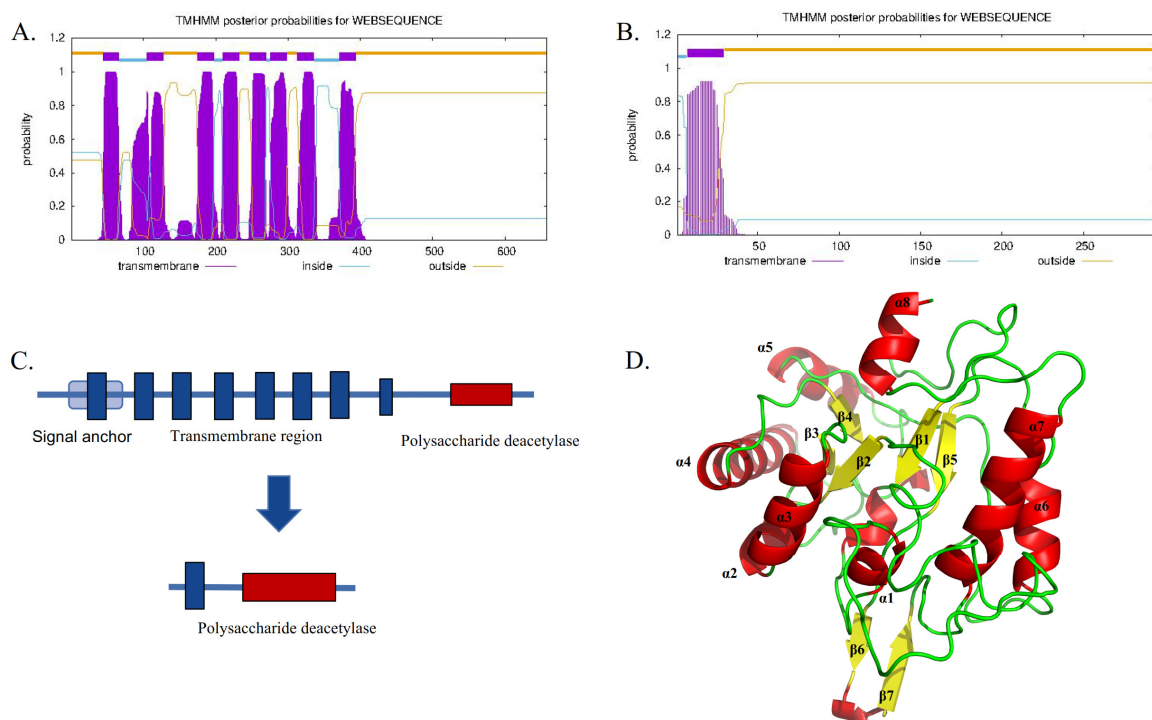 A.
TMHMM posterior probabilities for WEBSEQUENCE
1.2
1
0.8
0.6
0.4
0.2
0
probability
100 200 300 400 500 600
transmembrane inside outside
B.
TMHMM posterior probabilities for WEBSEQUENCE
1.2
1
0.8
0.6
0.4
0.2
0
probability
50 100 150 200 250
transmembrane inside outside
C.
Signal anchor
Transmembrane region
Polysaccharide deacetylase
Polysaccharide deacetylase
D.
α8
α5
β4
β1
α7
β3
β2
β5
α4
α3
α6
α2
α1
β6
β7